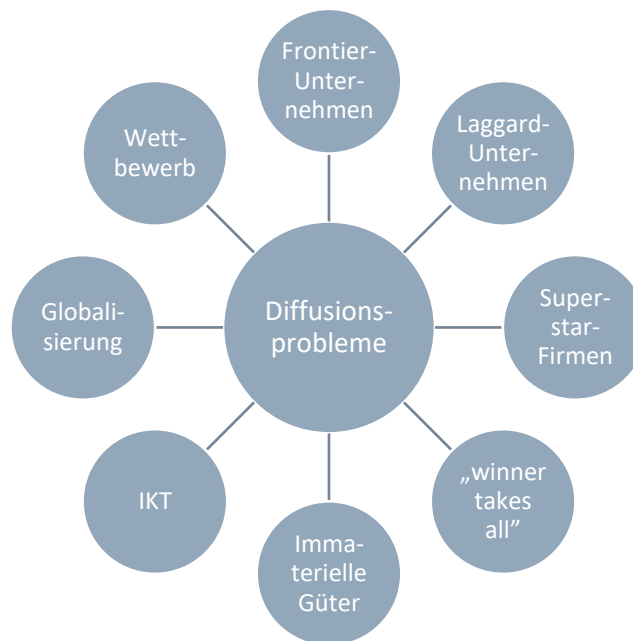 Frontier-
Unter-
nehmen
Laggard-
Unter-
nehmen
Super-
star-
Firmen
„winner
takes
all”
Imma-
terielle
Güter
IKT
Globali-
sierung
Wett-
bewerb
Diffusions-
probleme